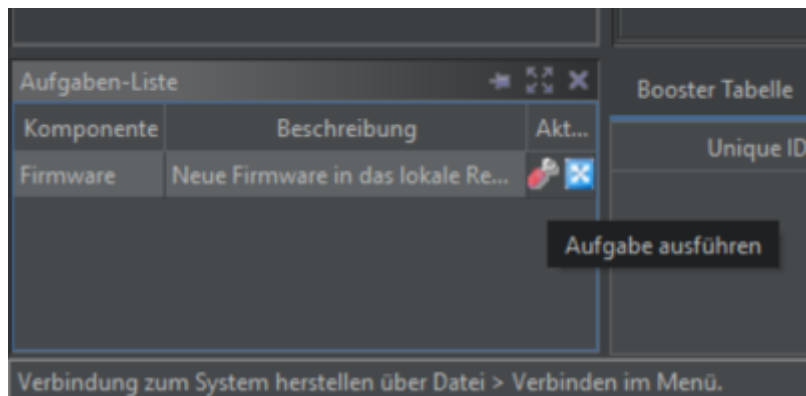 Aufgaben-Liste
Booster Tabelle
Komponente Beschreibung Akt...
Unique ID
Firmware Neue Firmware in das lokale Re...
Aufgabe ausführen
Verbindung zum System herstellen über Datei > Verbinden im Menü.